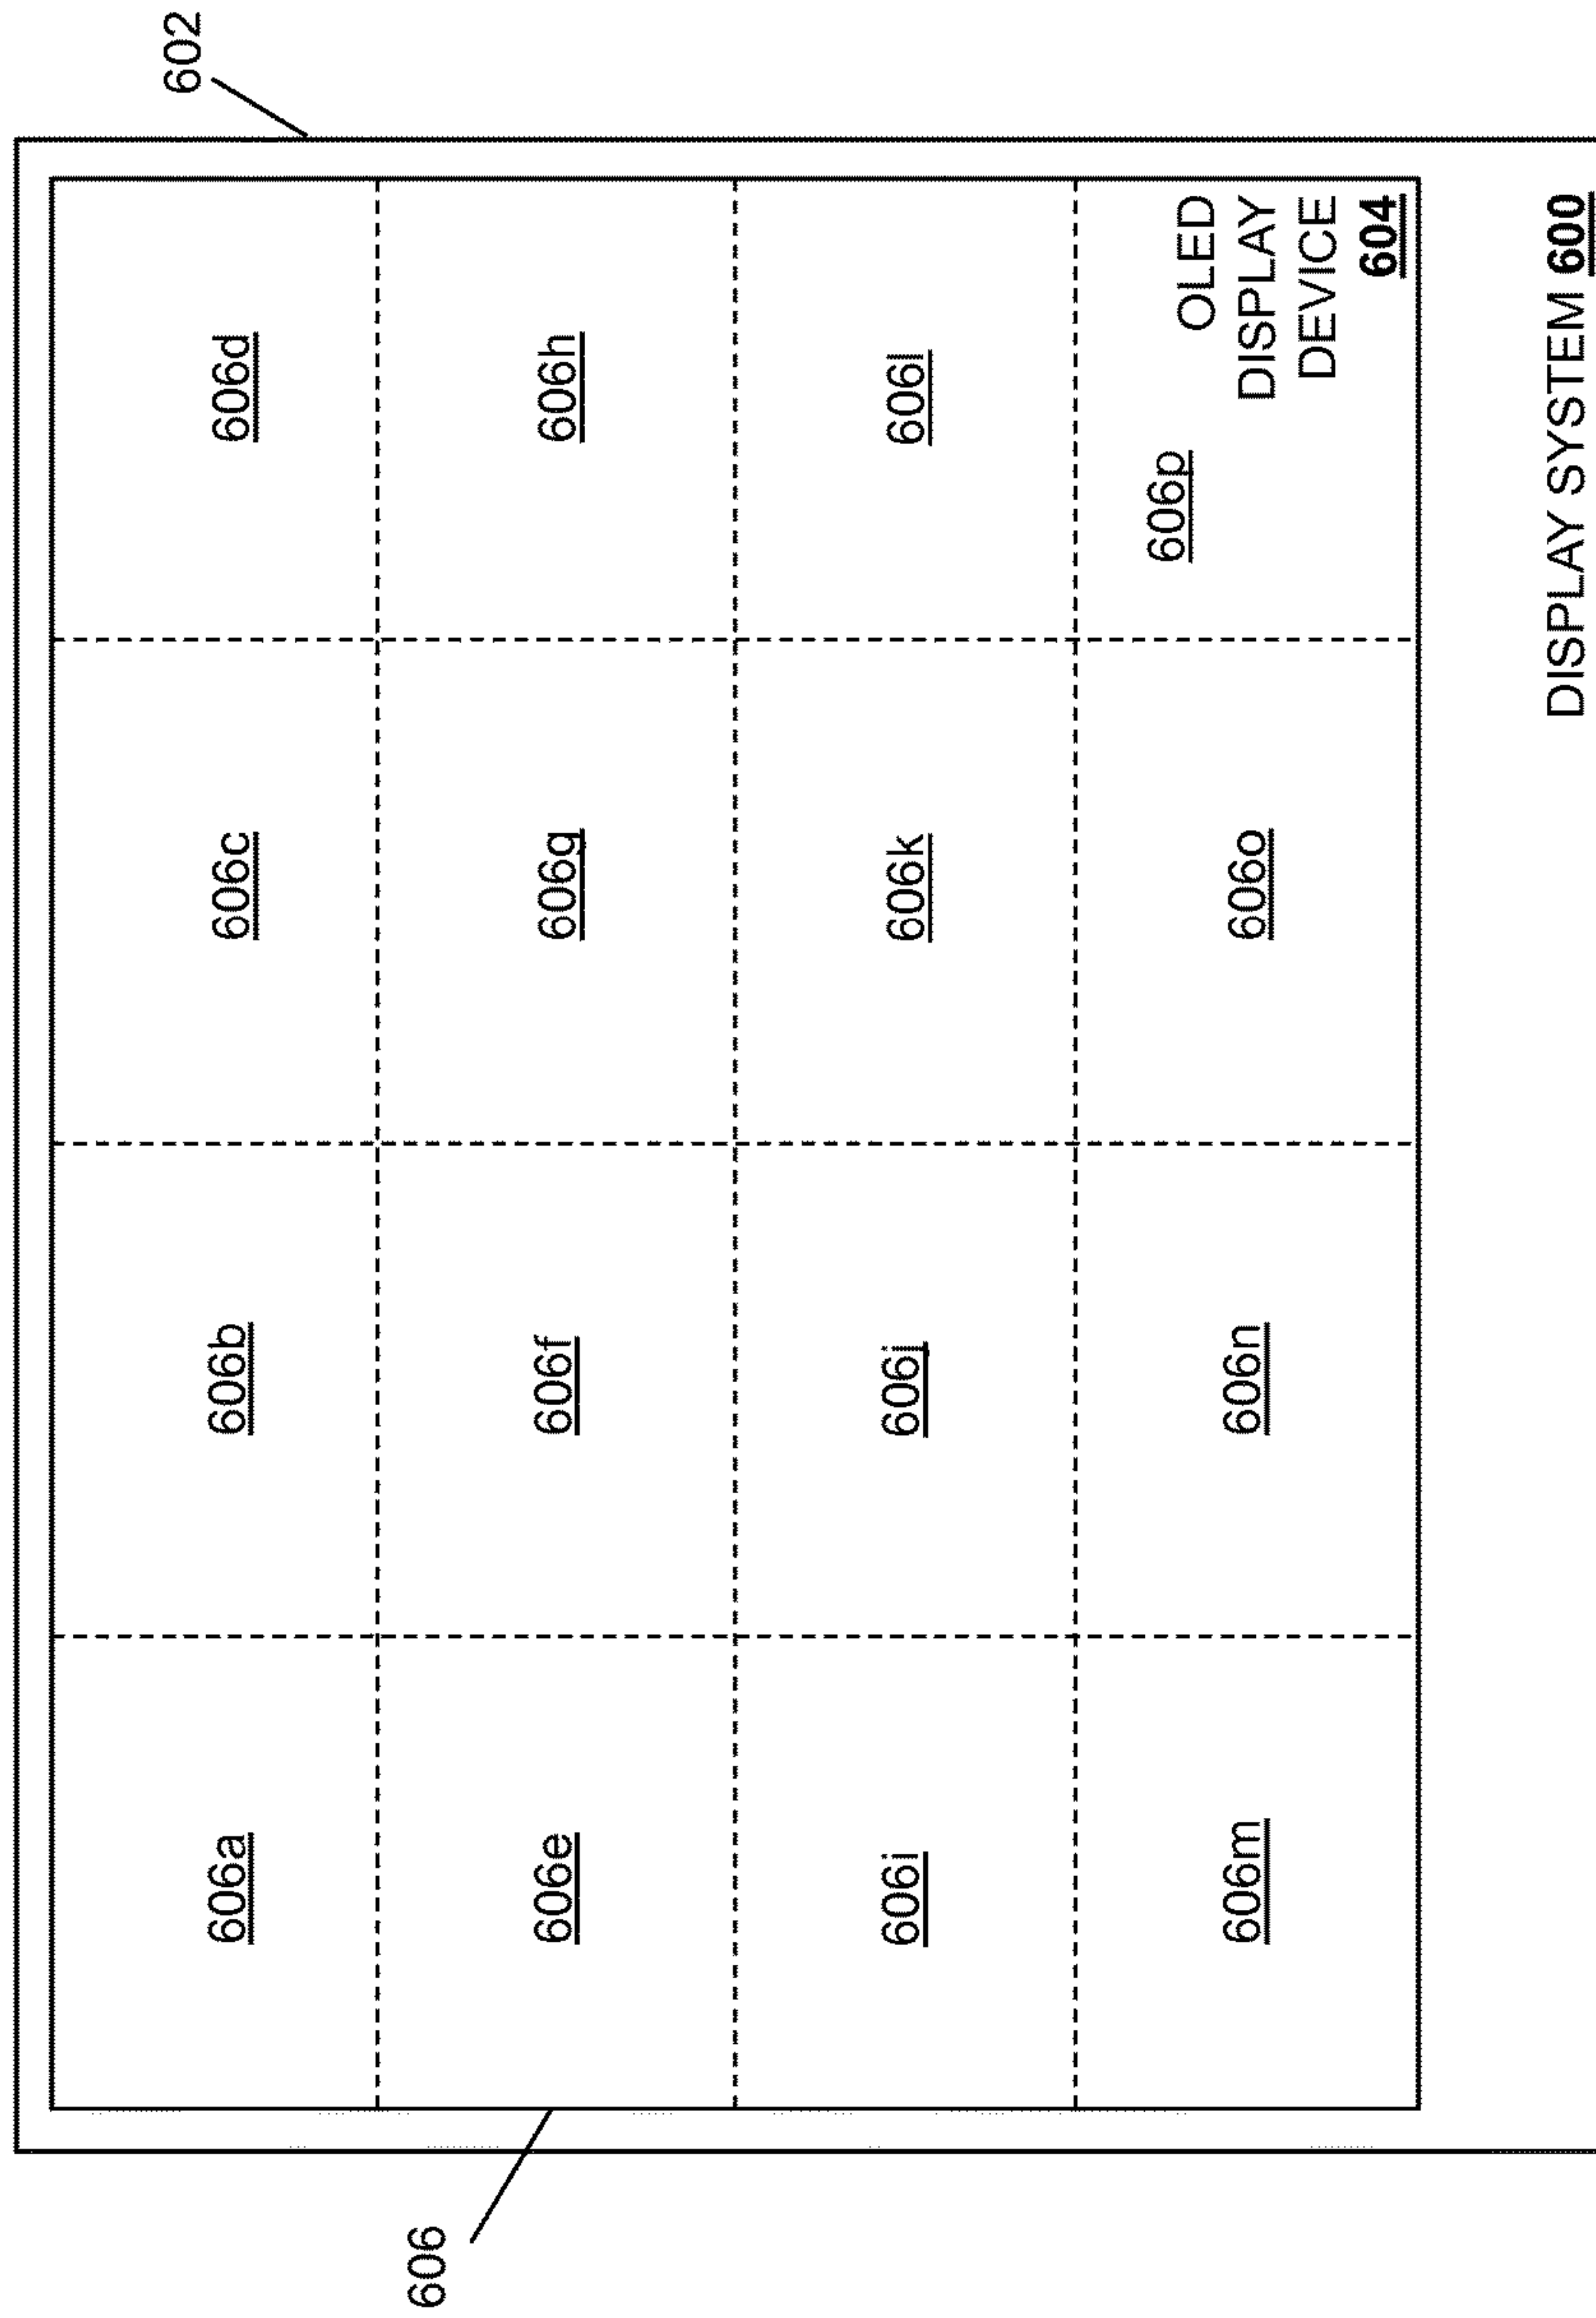 602
606a
606b
606c
606d
606e
606f
606g
606h
606i
606j
606k
606l
606m
606n
606o
606p
OLED
DISPLAY
DEVICE
604
606
DISPLAY SYSTEM 600